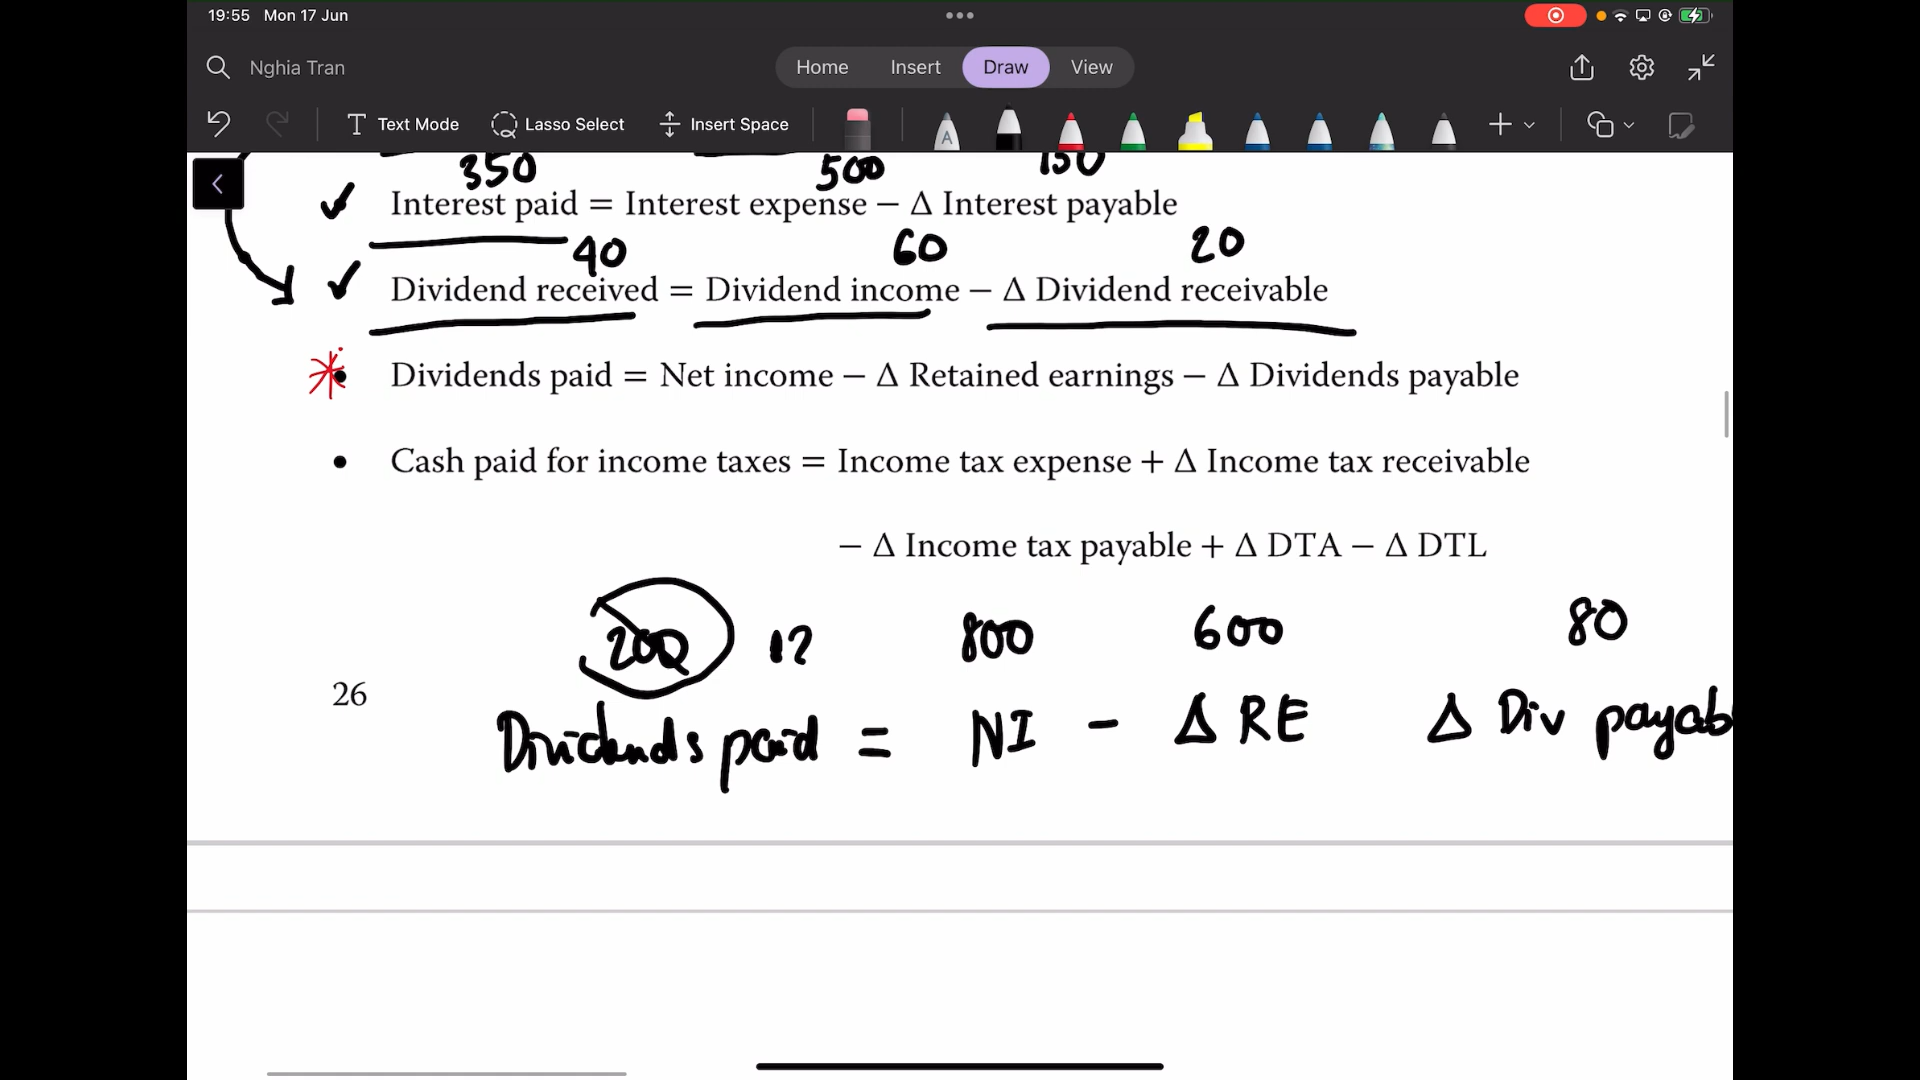 19:55 Mon 17 Jun
Nghia Tran
Home Insert Draw View
Text Mode Lasso Select Insert Space A
350 500 150
Interest paid = Interest expense − Δ Interest payable
40 60 20
Dividend received = Dividend income − Δ Dividend receivable
Dividends paid = Net income − Δ Retained earnings − Δ Dividends payable
Cash paid for income taxes = Income tax expense + Δ Income tax receivable
− Δ Income tax payable + Δ DTA − Δ DTL
200 12 800 600 80
26
Dividends paid = NI − Δ RE Δ Div payab